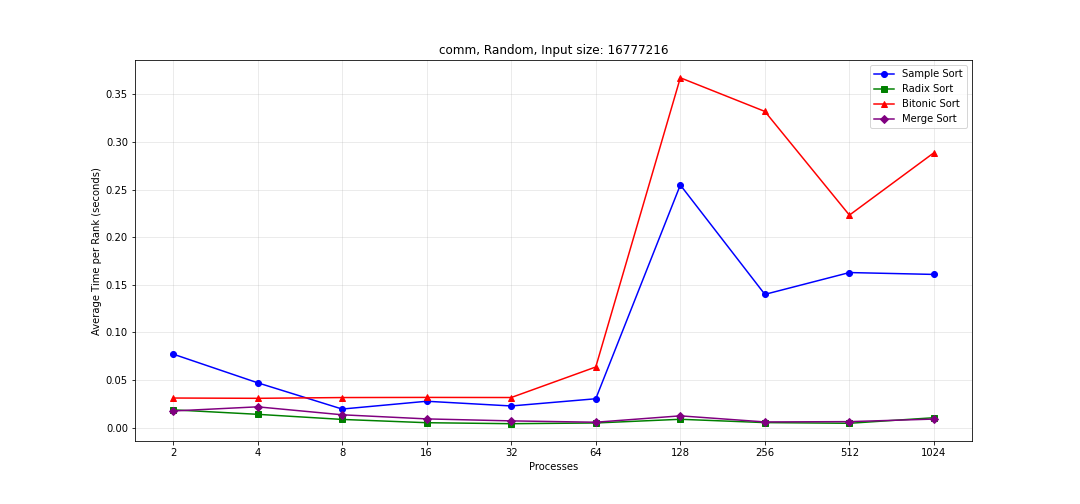 comm, Random, Input size: 16777216
Sample Sort
Radix Sort
Bitonic Sort
Merge Sort
Average Time per Rank (seconds)
0.35
0.30
0.25
0.20
0.15
0.10
0.05
0.00
2 4 8 16 32 64 128 256 512 1024
Processes